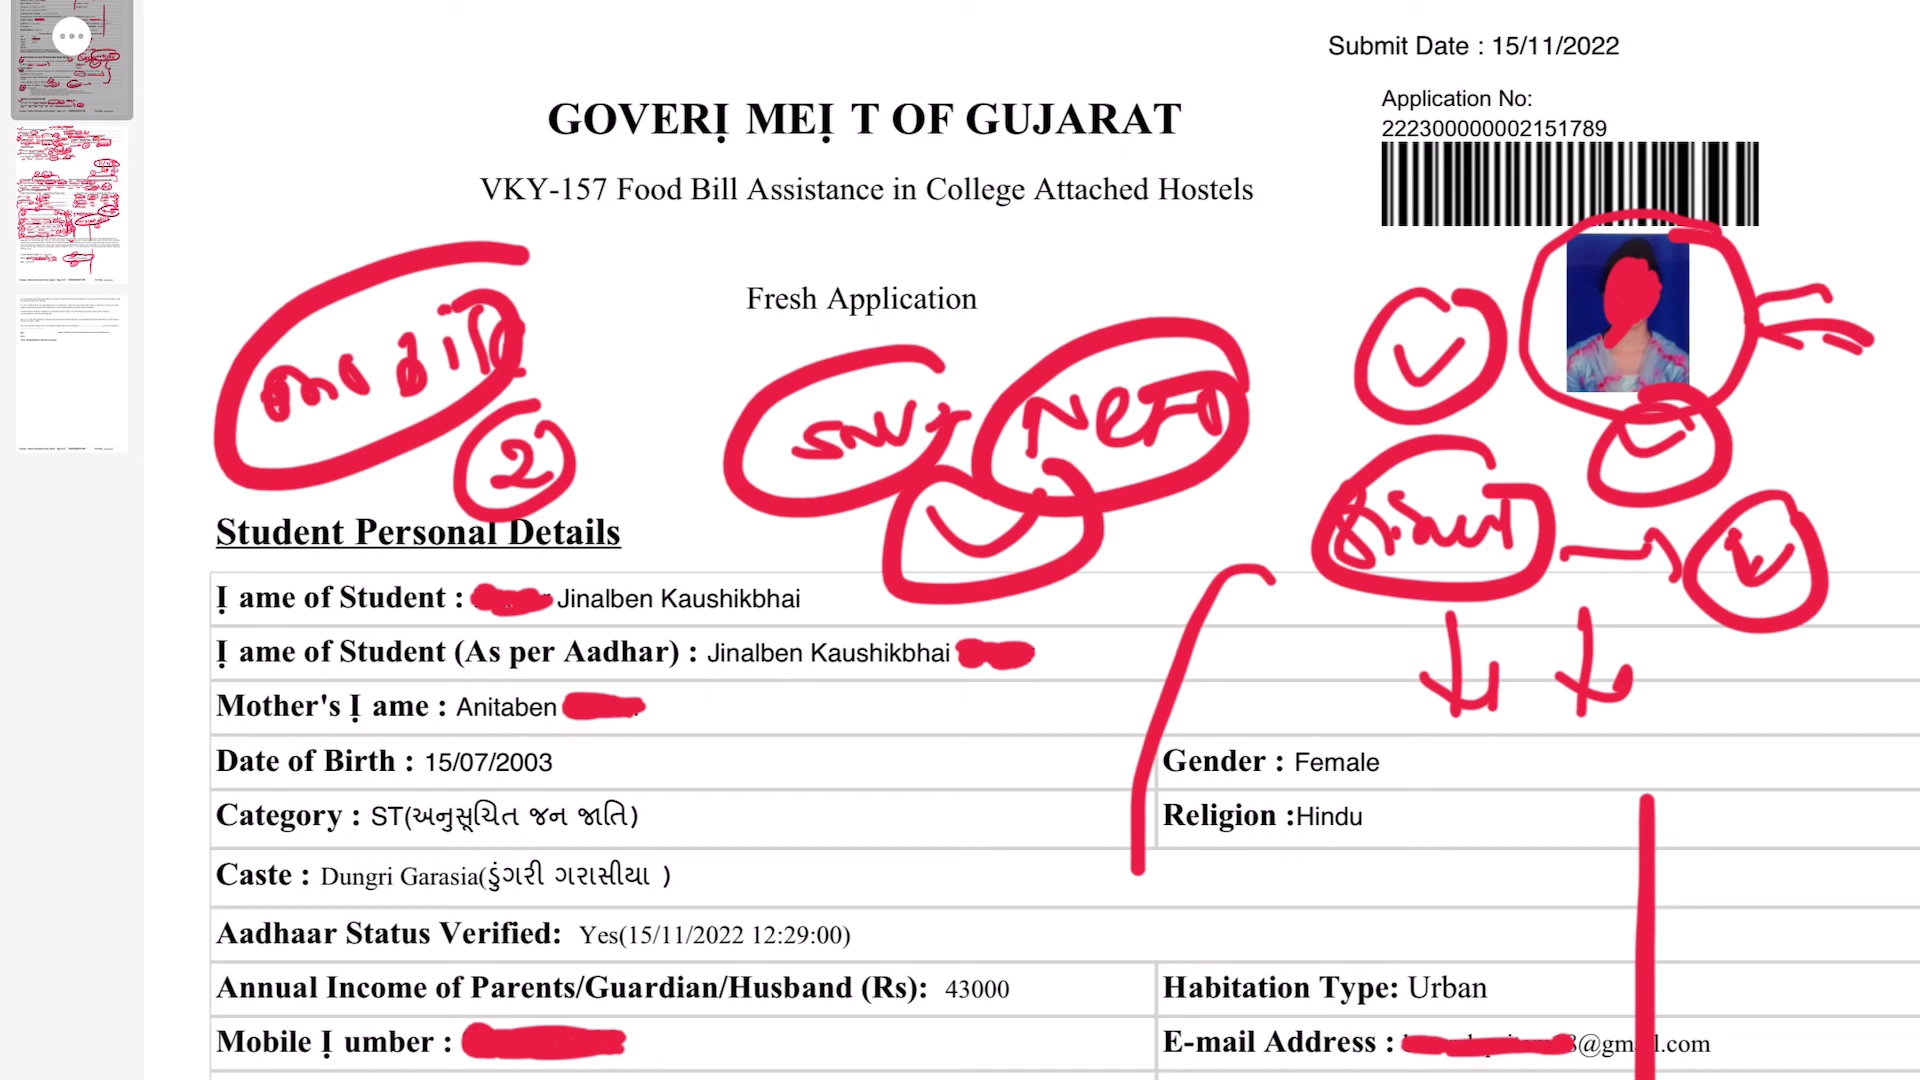 Submit Date : 15/11/2022
Application No:
222300000002151789
GOVERỊ MEỊ T OF GUJARAT
VKY-157 Food Bill Assistance in College Attached Hostels
Fresh Application
2
Student Personal Details
Ị ame of Student : Jinalben Kaushikbhai
Ị ame of Student (As per Aadhar) : Jinalben Kaushikbhai
Mother's Ị ame : Anitaben
Date of Birth : 15/07/2003 Gender : Female
Category : ST(અનુસૂચિત જન જાતિ) Religion :Hindu
Caste : Dungri Garasia(ડુંગરી ગરાસીયા )
Aadhaar Status Verified: Yes(15/11/2022 12:29:00)
Annual Income of Parents/Guardian/Husband (Rs): 43000 Habitation Type: Urban
Mobile Ị umber : E-mail Address :